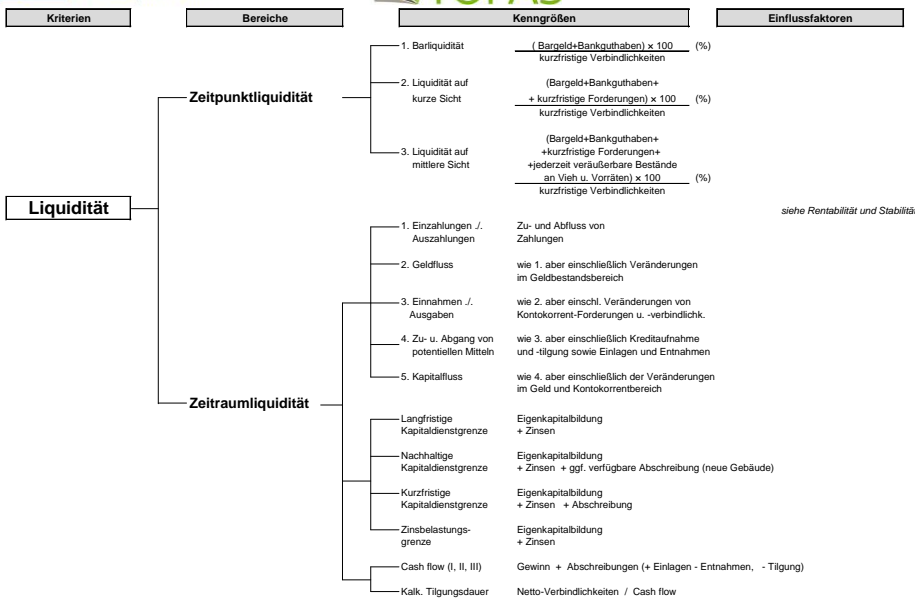 Kriterien
Bereiche
Kenngrößen
Einflussfaktoren
Liquidität
Zeitpunktliquidität
1. Barliquidität
( Bargeld+Bankguthaben) × 100 (%)
kurzfristige Verbindlichkeiten
2. Liquidität auf
kurze Sicht
(Bargeld+Bankguthaben+
+ kurzfristige Forderungen) × 100 (%)
kurzfristige Verbindlichkeiten
3. Liquidität auf
mittlere Sicht
(Bargeld+Bankguthaben+
+kurzfristige Forderungen+
+jederzeit veräußerbare Bestände
an Vieh u. Vorräten) × 100 (%)
kurzfristige Verbindlichkeiten
siehe Rentabilität und Stabilität
Zeitraumliquidität
1. Einzahlungen ./.
Auszahlungen
Zu- und Abfluss von
Zahlungen
2. Geldfluss
wie 1. aber einschließlich Veränderungen
im Geldbestandsbereich
3. Einnahmen ./.
Ausgaben
wie 2. aber einschl. Veränderungen von
Kontokorrent-Forderungen u. -verbindlichk.
4. Zu- u. Abgang von
potentiellen Mitteln
wie 3. aber einschließlich Kreditaufnahme
und -tilgung sowie Einlagen und Entnahmen
5. Kapitalfluss
wie 4. aber einschließlich der Veränderungen
im Geld und Kontokorrentbereich
Langfristige
Kapitaldienstgrenze
Eigenkapitalbildung
+ Zinsen
Nachhaltige
Kapitaldienstgrenze
Eigenkapitalbildung
+ Zinsen + ggf. verfügbare Abschreibung (neue Gebäude)
Kurzfristige
Kapitaldienstgrenze
Eigenkapitalbildung
+ Zinsen + Abschreibung
Zinsbelastungs-
grenze
Eigenkapitalbildung
+ Zinsen
Cash flow (I, II, III)
Gewinn + Abschreibungen (+ Einlagen - Entnahmen, - Tilgung)
Kalk. Tilgungsdauer
Netto-Verbindlichkeiten / Cash flow